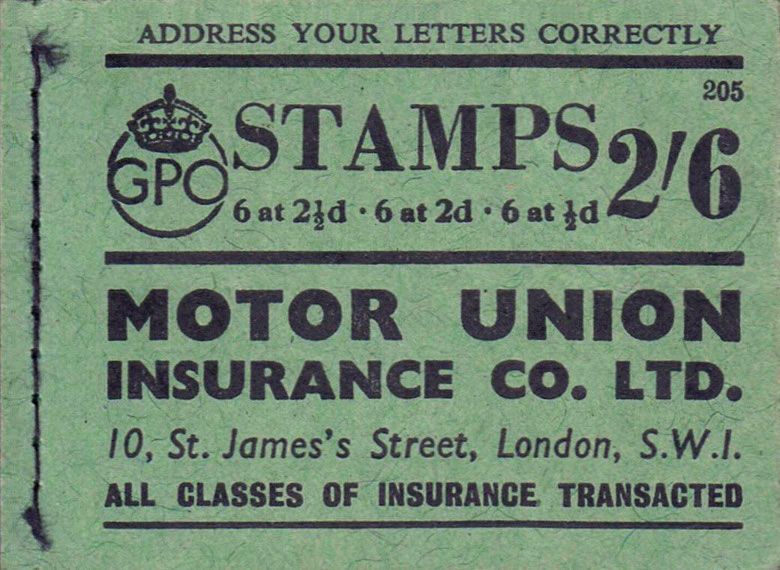 ADDRESS YOUR LETTERS CORRECTLY
205
GPO
STAMPS 2/6
6 at 2½d · 6 at 2d · 6 at ½d
MOTOR UNION
INSURANCE CO. LTD.
10, St. James's Street, London, S.W.1.
ALL CLASSES OF INSURANCE TRANSACTED